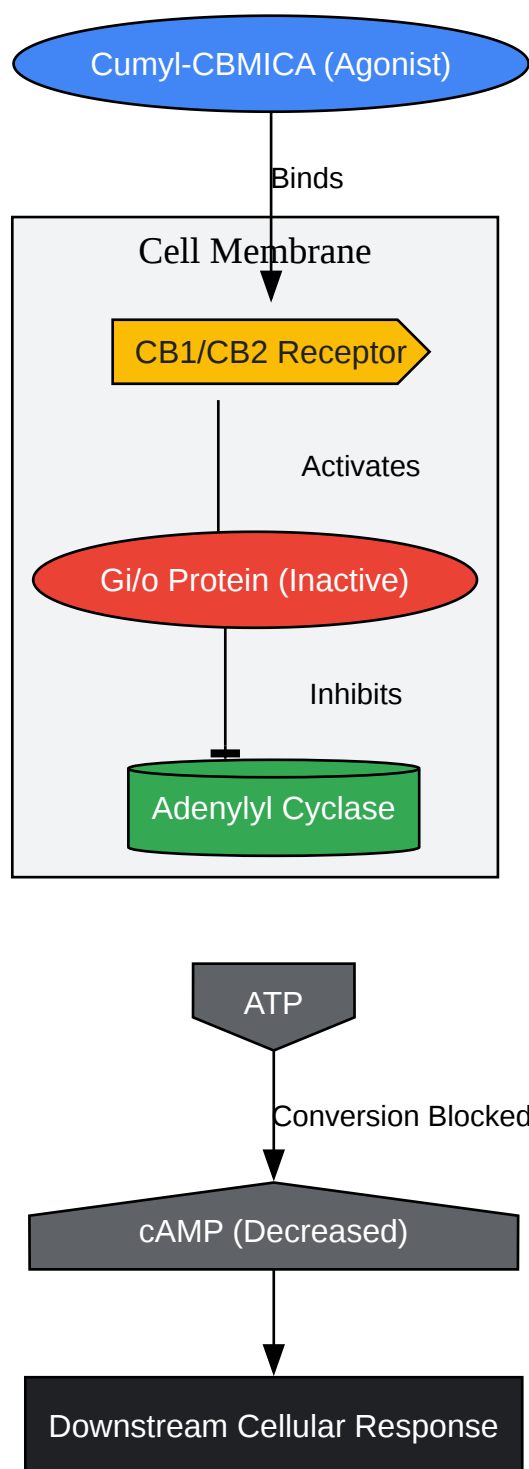 Cumyl-CBMICA (Agonist)
Binds
Cell Membrane
CB1/CB2 Receptor
Activates
Gi/o Protein (Inactive)
Inhibits
Adenylyl Cyclase
ATP
Conversion Blocked
cAMP (Decreased)
Downstream Cellular Response